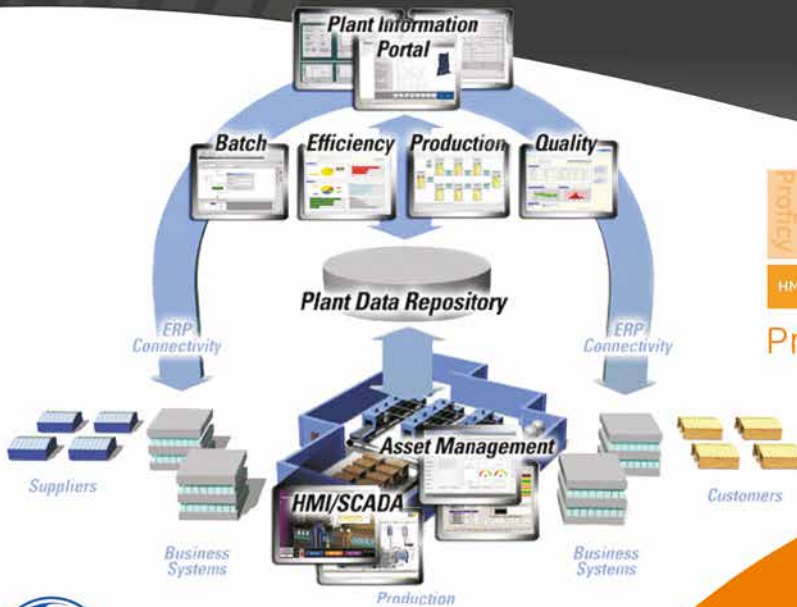 Plant Information
Portal
Batch
Efficiency
Production
Quality
Plant Data Repository
ERP
Connectivity
ERP
Connectivity
Proficy
HM
Pr
Asset Management
HMI/SCADA
Suppliers
Customers
Business
Systems
Business
Systems
Production